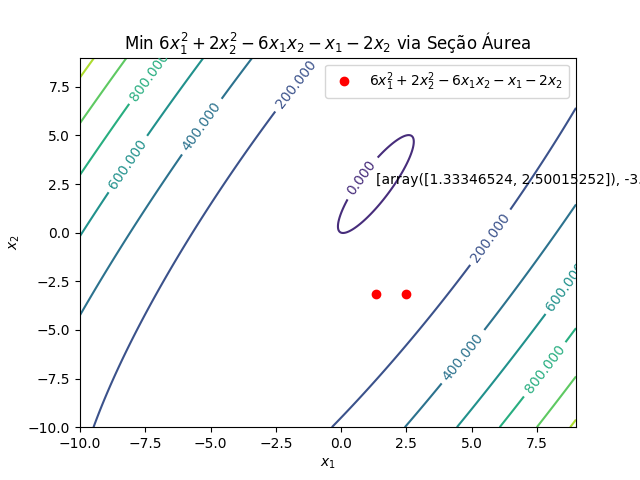 Min 6x₁² + 2x₂² − 6x₁x₂ − x₁ − 2x₂ via Seção Áurea
6x₁² + 2x₂² − 6x₁x₂ − x₁ − 2x₂
800.000
200.000
400.000
600.000
0.000
[array([1.33346524, 2.50015252]), -3.
200.000
600.000
400.000
800.000
7.5
5.0
2.5
0.0
−2.5
−5.0
−7.5
−10.0
x₂
−10.0 −7.5 −5.0 −2.5 0.0 2.5 5.0 7.5
x₁